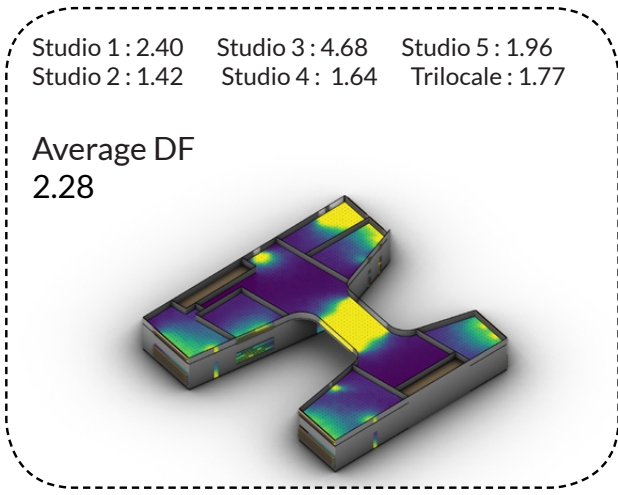 Studio 1 : 2.40 Studio 3 : 4.68 Studio 5 : 1.96
Studio 2 : 1.42 Studio 4 : 1.64 Trilocale : 1.77
Average DF
2.28